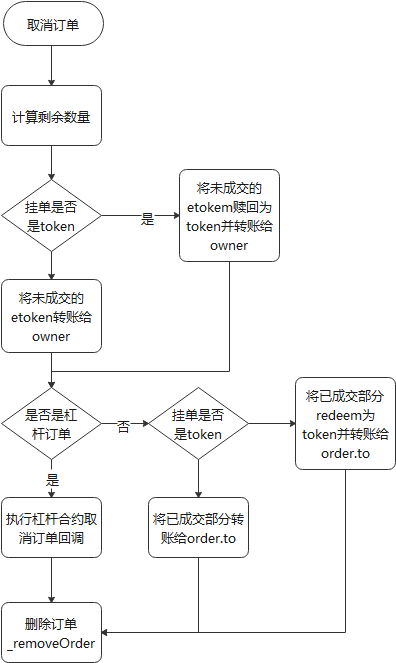 取消订单
计算剩余数量
挂单是否
是token
是
将未成交的
etokem赎回为
token并转账给
owner
将未成交的
etoken转账给
owner
是否是杠
杆订单
否
挂单是否
是token
将已成交部分
redeem为
token并转账给
order.to
是
执行杠杆合约取
消订单回调
将已成交部分转
账给order.to
删除订单
_removeOrder